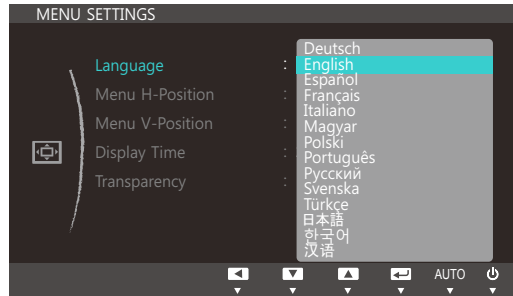 MENU SETTINGS
Language :
Menu H-Position :
Menu V-Position :
Display Time :
Transparency :
Deutsch
English
Español
Français
Italiano
Magyar
Polski
Português
Русский
Svenska
Türkçe
日本語
한국어
汉语
AUTO